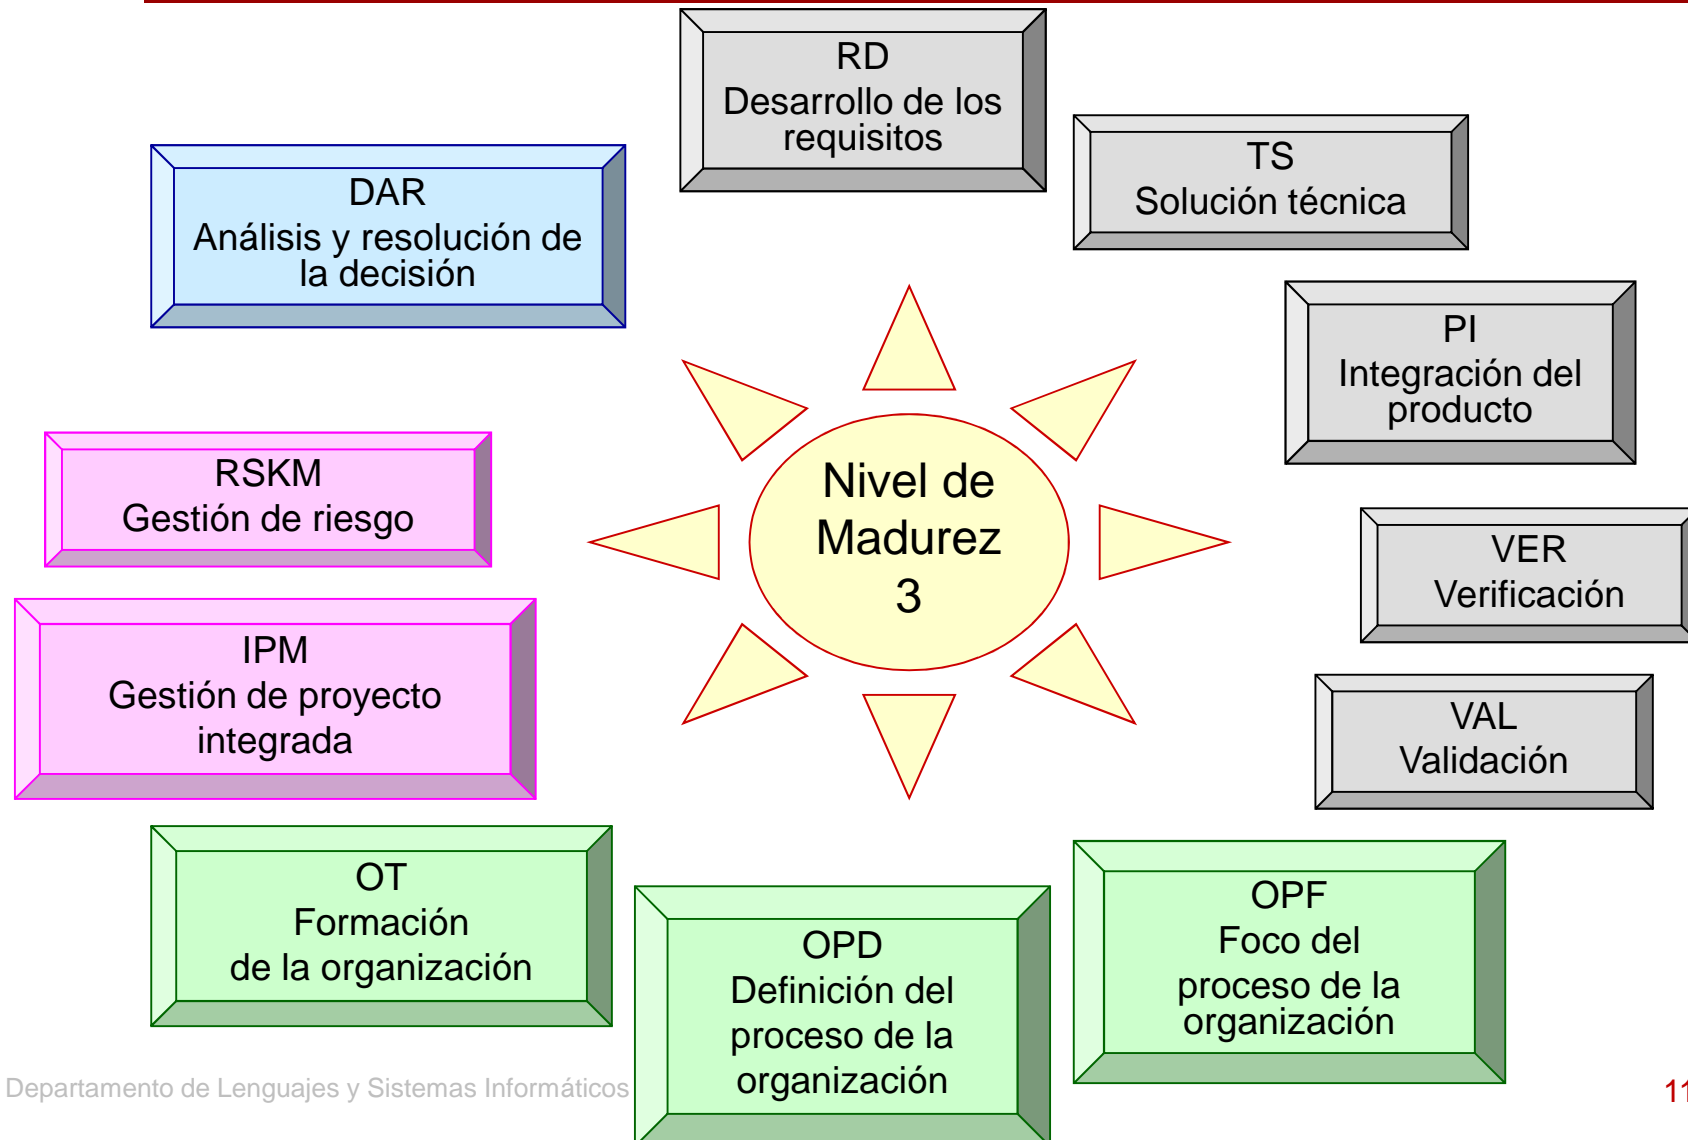 RD
Desarrollo de los
requisitos
TS
Solución técnica
DAR
Análisis y resolución de
la decisión
PI
Integración del
producto
RSKM
Gestión de riesgo
Nivel de
Madurez
3
VER
Verificación
IPM
Gestión de proyecto
integrada
VAL
Validación
OT
Formación
de la organización
OPD
Definición del
proceso de la
organización
OPF
Foco del
proceso de la
organización
Departamento de Lenguajes y Sistemas Informáticos
11